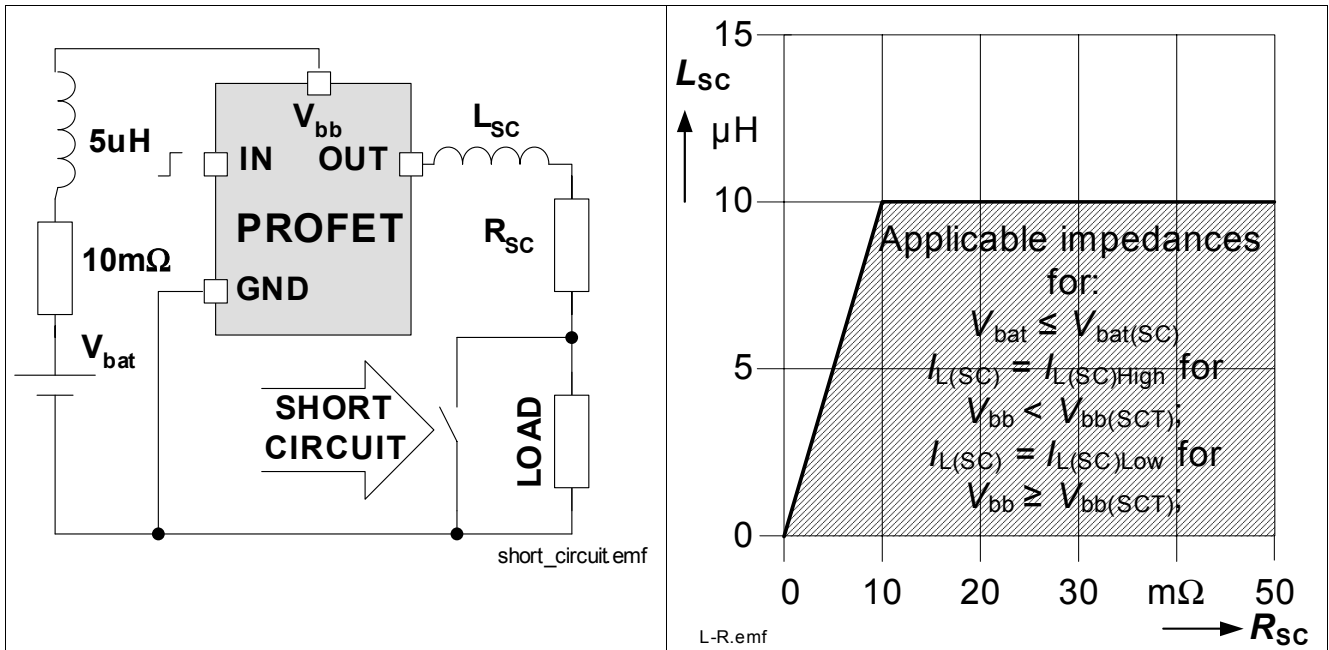 V_bb
5uH
L_SC
IN OUT
PROFET
R_SC
10mΩ
GND
V_bat
SHORT
CIRCUIT
LOAD
short_circuit.emf
15
L_SC
µH
10
Applicable impedances
for:
V_bat ≤ V_bat(SC)
I_L(SC) = I_L(SC)High for
5
V_bb < V_bb(SCT);
I_L(SC) = I_L(SC)Low for
V_bb ≥ V_bb(SCT);
0
0 10 20 30 mΩ 50
L-R.emf
R_SC